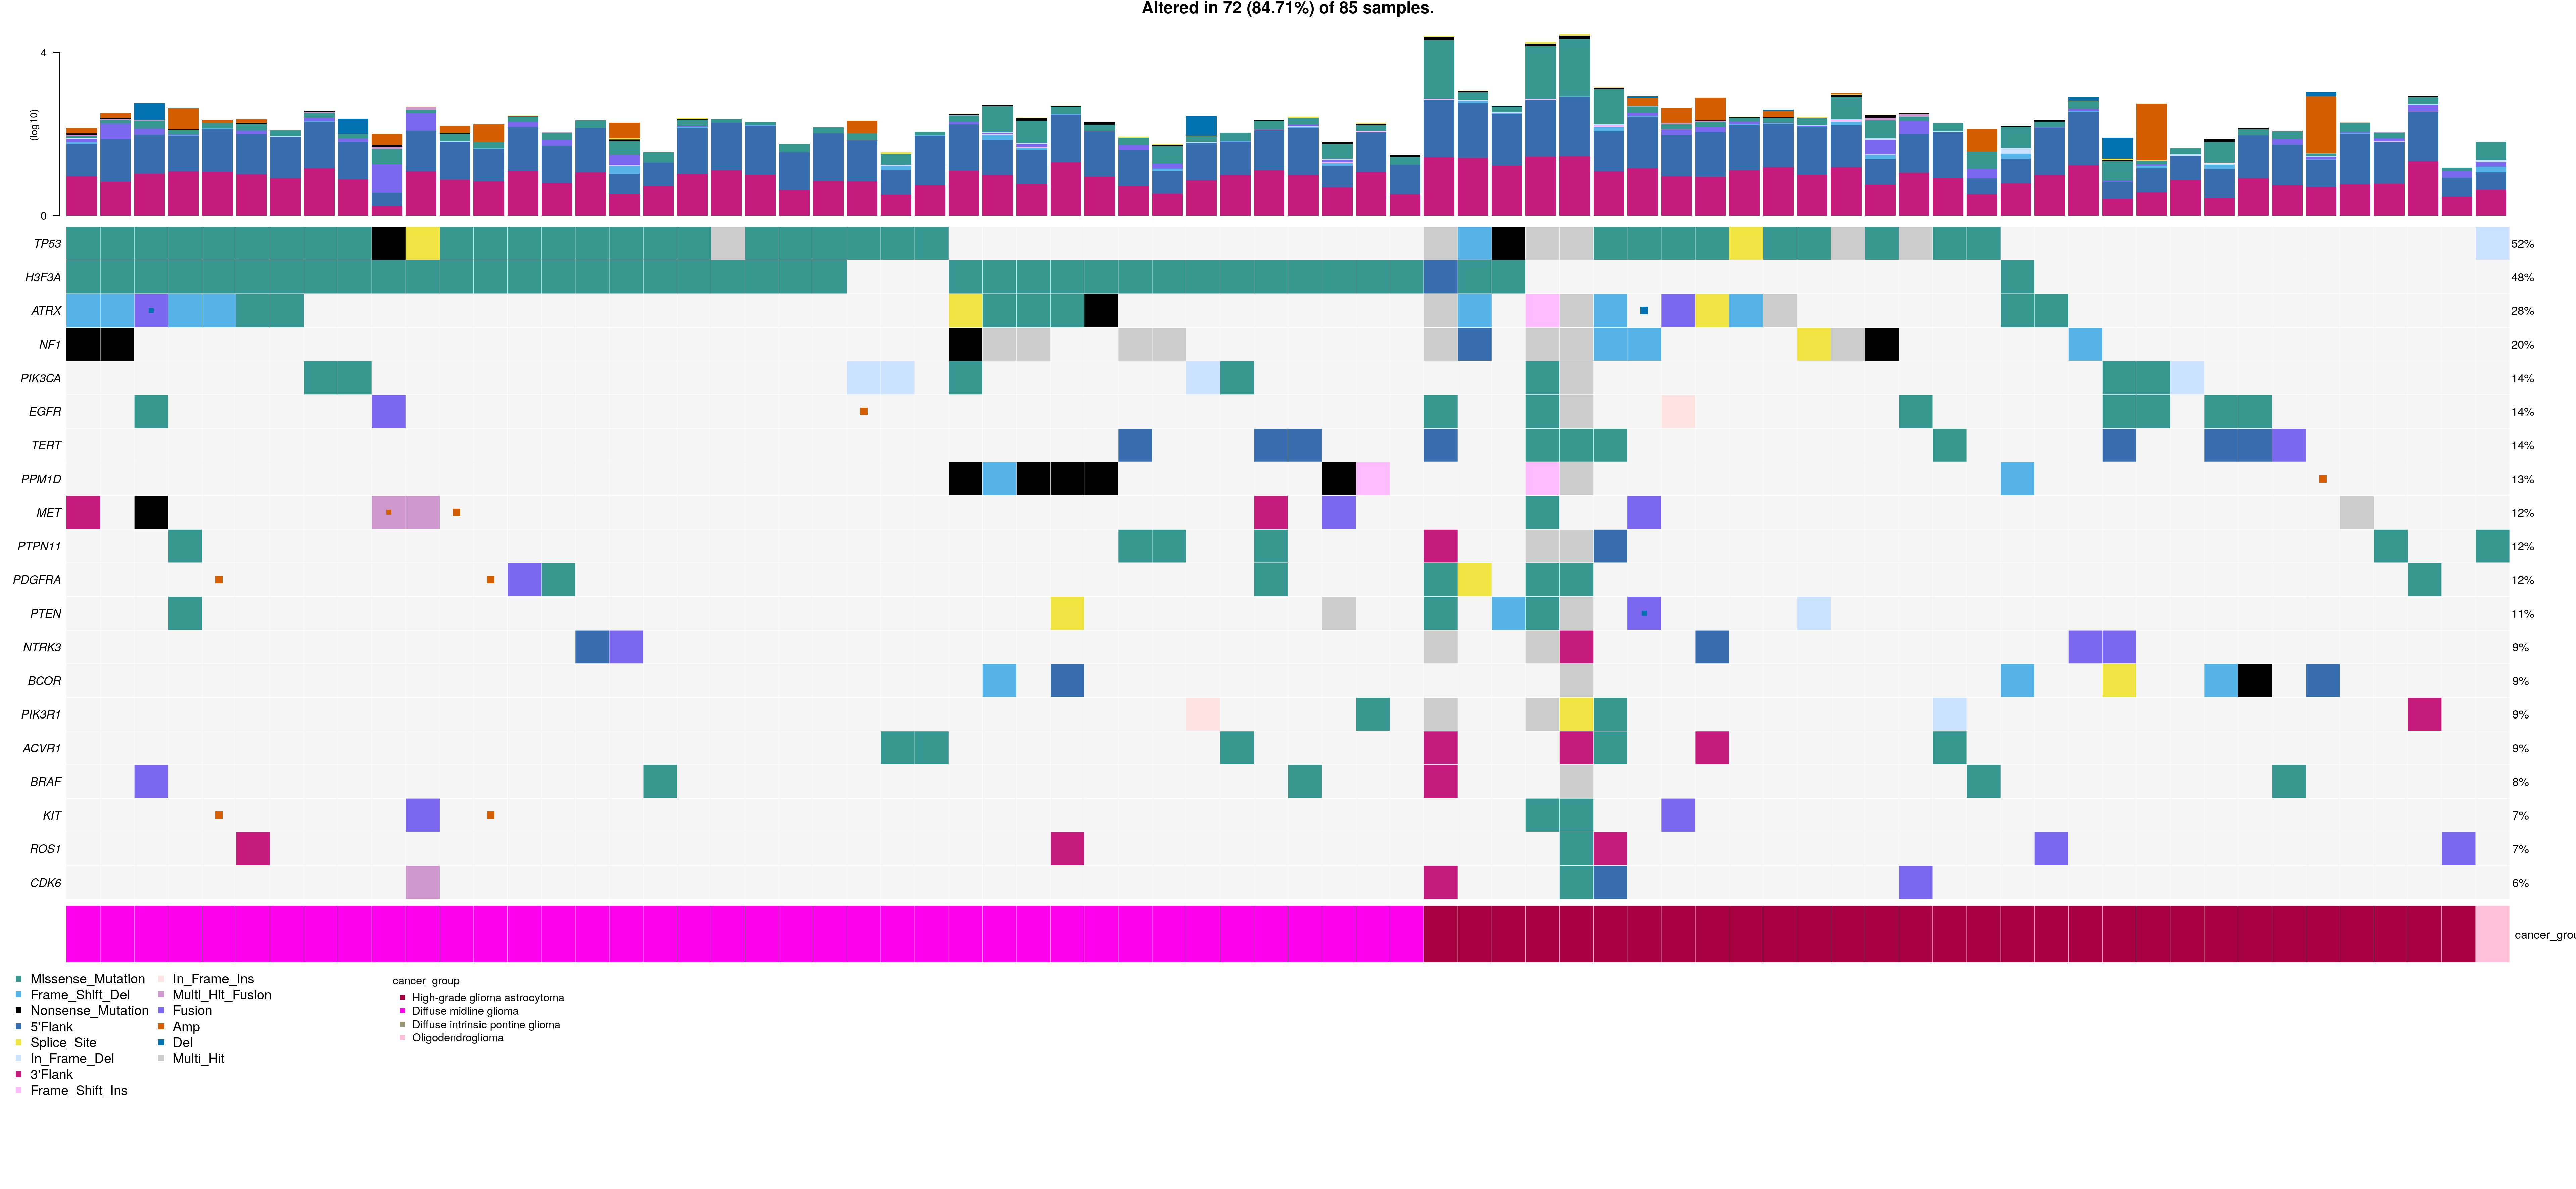 Altered in 72 (84.71%) of 85 samples.
4
(log10)
0
TP53 52%
H3F3A 48%
ATRX 28%
NF1 20%
PIK3CA 14%
EGFR 14%
TERT 14%
PPM1D 13%
MET 12%
PTPN11 12%
PDGFRA 12%
PTEN 11%
NTRK3 9%
BCOR 9%
PIK3R1 9%
ACVR1 9%
BRAF 8%
KIT 7%
ROS1 7%
CDK6 6%
cancer_grou
Missense_Mutation
Frame_Shift_Del
Nonsense_Mutation
5'Flank
Splice_Site
In_Frame_Del
3'Flank
Frame_Shift_Ins
In_Frame_Ins
Multi_Hit_Fusion
Fusion
Amp
Del
Multi_Hit
cancer_group
High-grade glioma astrocytoma
Diffuse midline glioma
Diffuse intrinsic pontine glioma
Oligodendroglioma